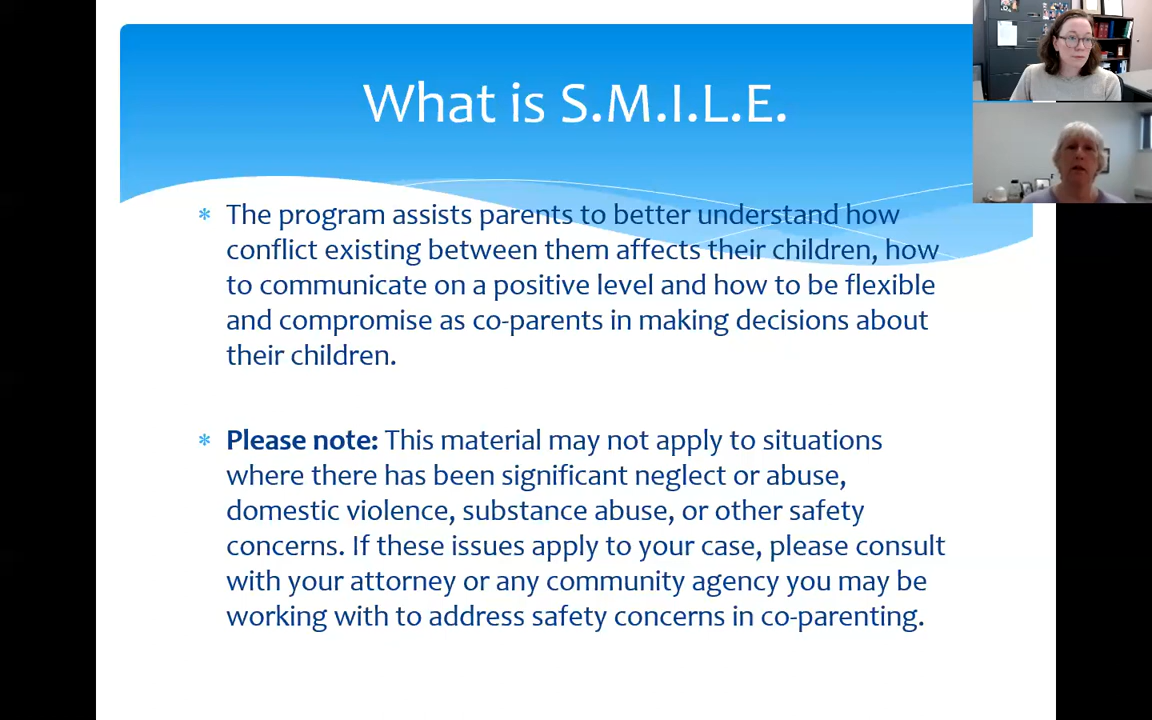 What is S.M.I.L.E.
* The program assists parents to better understand how
conflict existing between them affects their children, how
to communicate on a positive level and how to be flexible
and compromise as co-parents in making decisions about
their children.
* Please note: This material may not apply to situations
where there has been significant neglect or abuse,
domestic violence, substance abuse, or other safety
concerns. If these issues apply to your case, please consult
with your attorney or any community agency you may be
working with to address safety concerns in co-parenting.